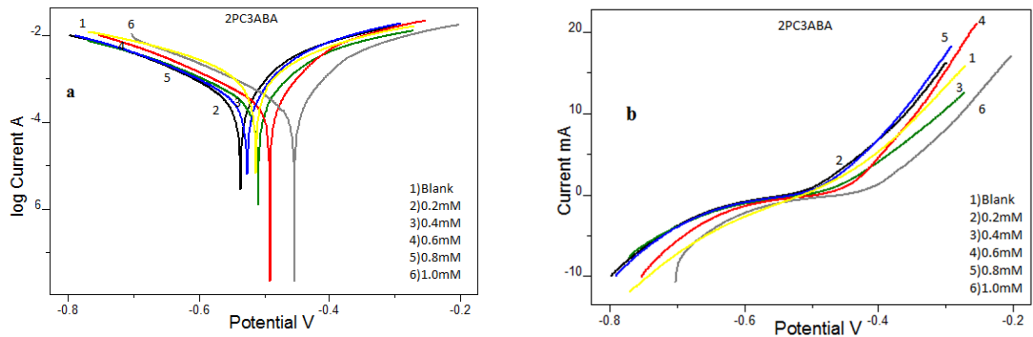 2PC3ABA
1
6
-2
4
a
5
3
2
-4
log Current A
6
1)Blank
2)0.2mM
3)0.4mM
4)0.6mM
5)0.8mM
6)1.0mM
-0.8
-0.6
-0.4
-0.2
Potential V
2PC3ABA
20
4
5
b
1
3
10
6
2
Current mA
0
1)Blank
2)0.2mM
3)0.4mM
4)0.6mM
5)0.8mM
6)1.0mM
-10
-0.8
-0.6
-0.4
-0.2
Potential V